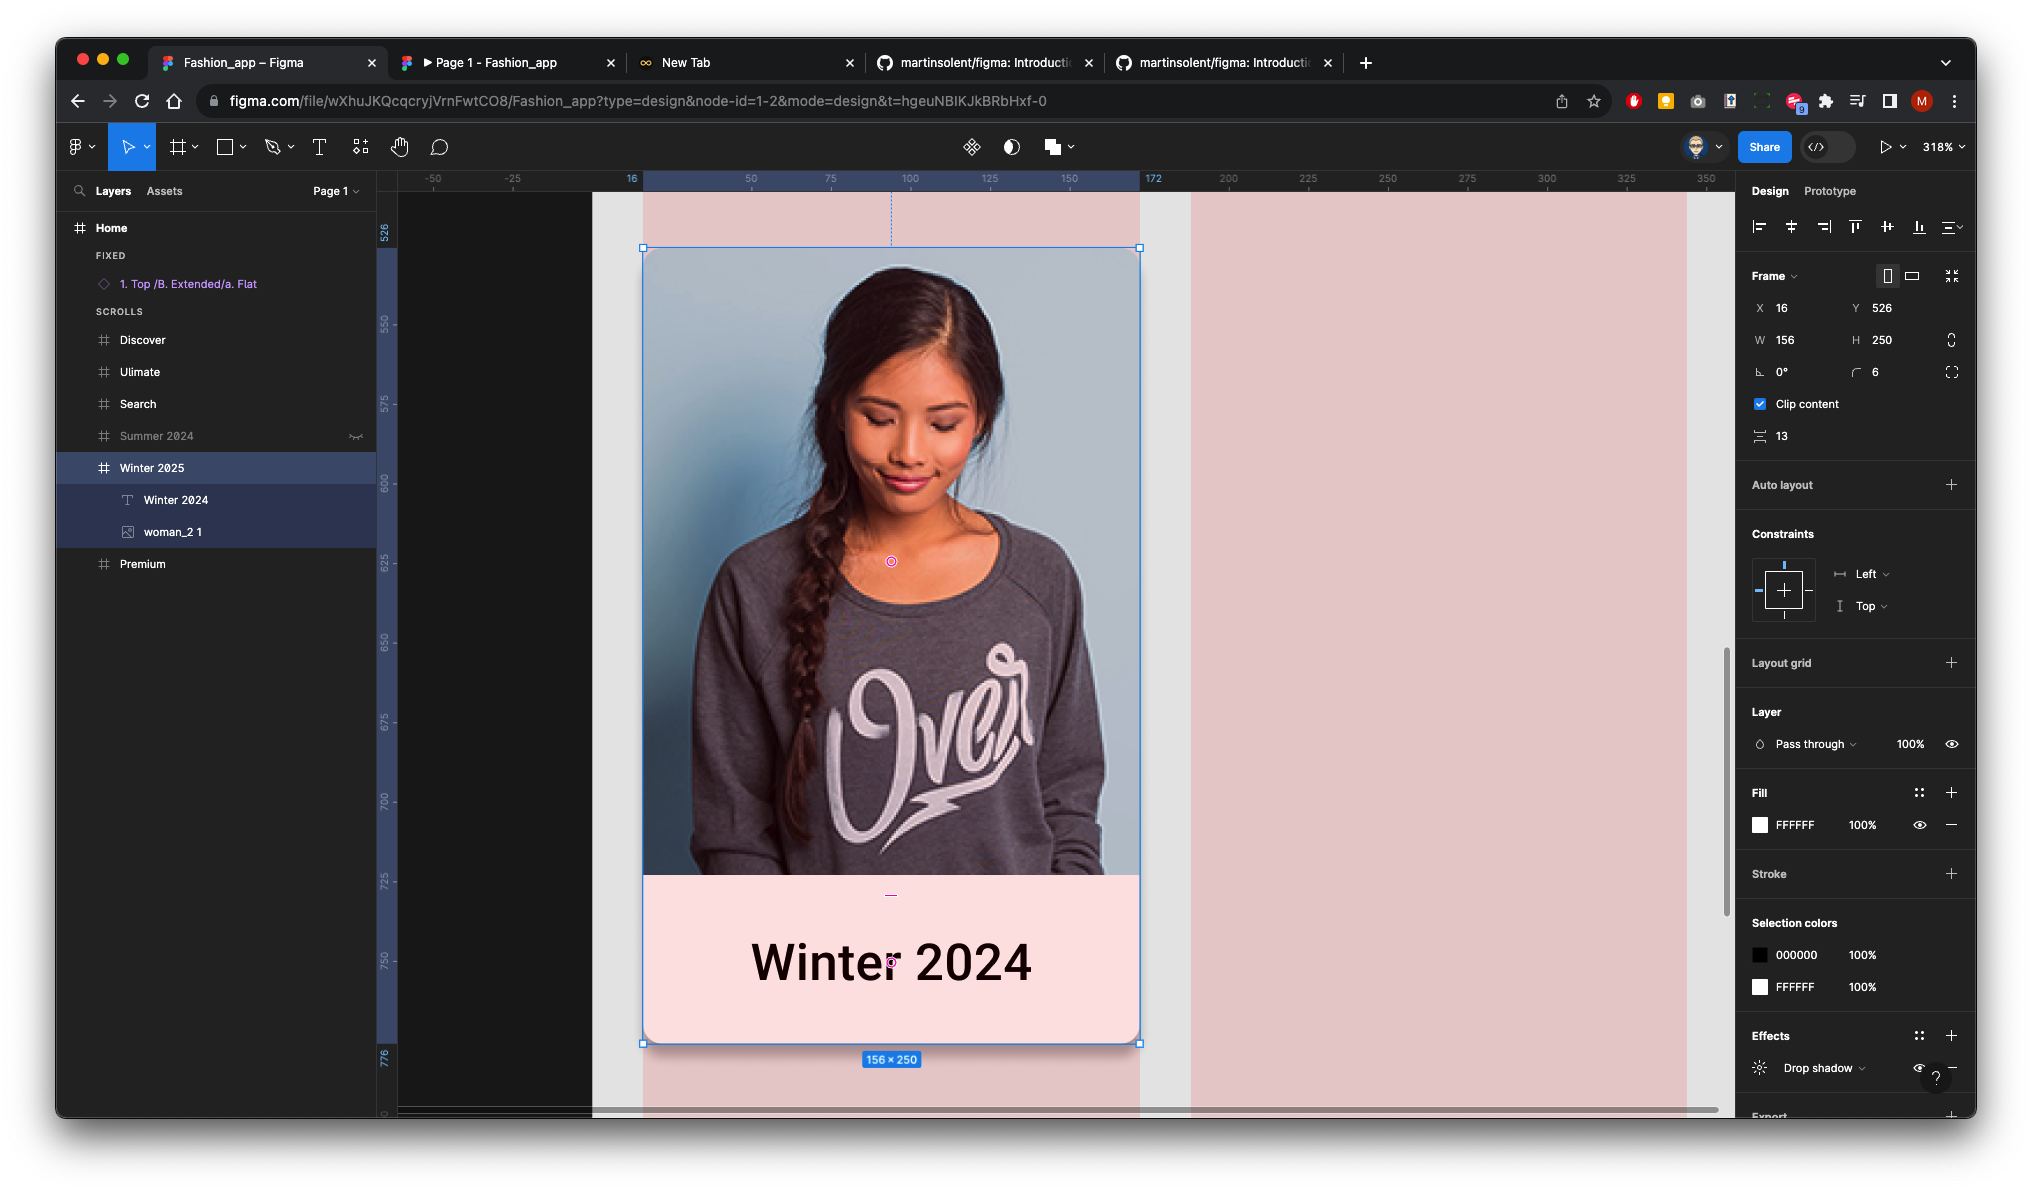 Fashion_app – Figma
Page 1 - Fashion_app
New Tab
martinsolent/figma: Introductic
martinsolent/figma: Introductic
figma.com/file/wXhuJKQcqcryjVrnFwtCO8/Fashion_app?type=design&node-id=1-2&mode=design&t=hgeuNBIKJkBRbHxf-0
9
M
Share
318%
Layers
Assets
Page 1
-50
-25
16
50
75
100
125
150
172
200
225
250
275
300
325
350
Design
Prototype
Home
FIXED
1. Top /B. Extended/a. Flat
SCROLLS
Discover
Ulimate
Search
Summer 2024
Winter 2025
Winter 2024
woman_2 1
Premium
526
550
575
600
625
650
675
700
725
750
776
Over
Winter 2024
156 × 250
Frame
X 16 Y 526
W 156 H 250
0° 6
Clip content
13
Auto layout
Constraints
Left
Top
Layout grid
Layer
Pass through 100%
Fill
FFFFFF 100%
Stroke
Selection colors
000000 100%
FFFFFF 100%
Effects
Drop shadow
?
Export